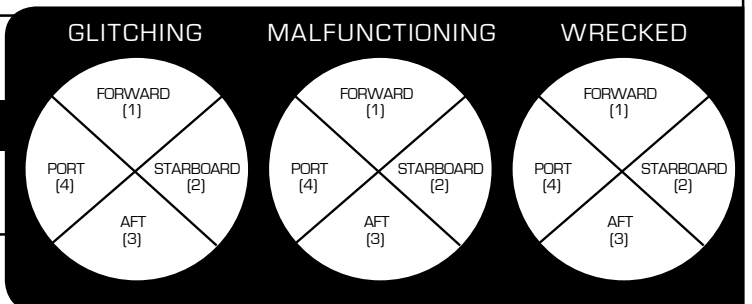 GLITCHING
FORWARD
(1)
PORT
(4)
STARBOARD
(2)
AFT
(3)
MALFUNCTIONING
FORWARD
(1)
PORT
(4)
STARBOARD
(2)
AFT
(3)
WRECKED
FORWARD
(1)
PORT
(4)
STARBOARD
(2)
AFT
(3)